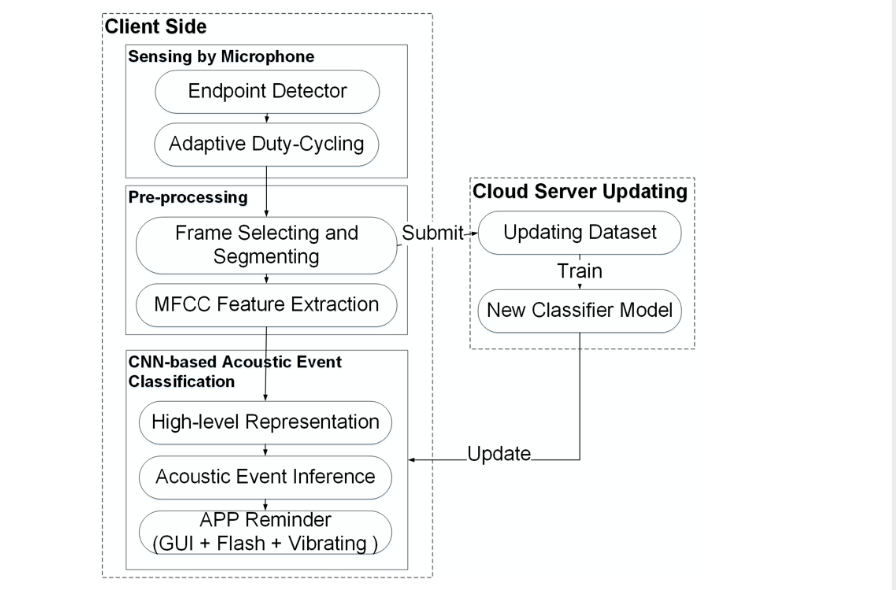 Client Side
Sensing by Microphone
Endpoint Detector
Adaptive Duty-Cycling
Pre-processing
Frame Selecting and
Segmenting
MFCC Feature Extraction
CNN-based Acoustic Event
Classification
High-level Representation
Acoustic Event Inference
APP Reminder
(GUI + Flash + Vibrating )
Submit
Cloud Server Updating
Updating Dataset
Train
New Classifier Model
Update